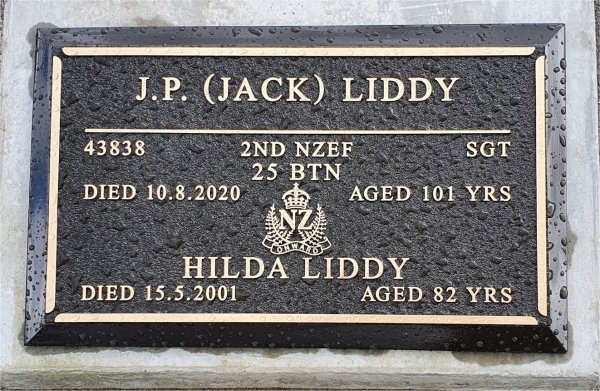 J.P. (JACK) LIDDY
43838 2ND NZEF SGT
25 BTN
DIED 10.8.2020 AGED 101 YRS
NZ
ONWARD
HILDA LIDDY
DIED 15.5.2001 AGED 82 YRS